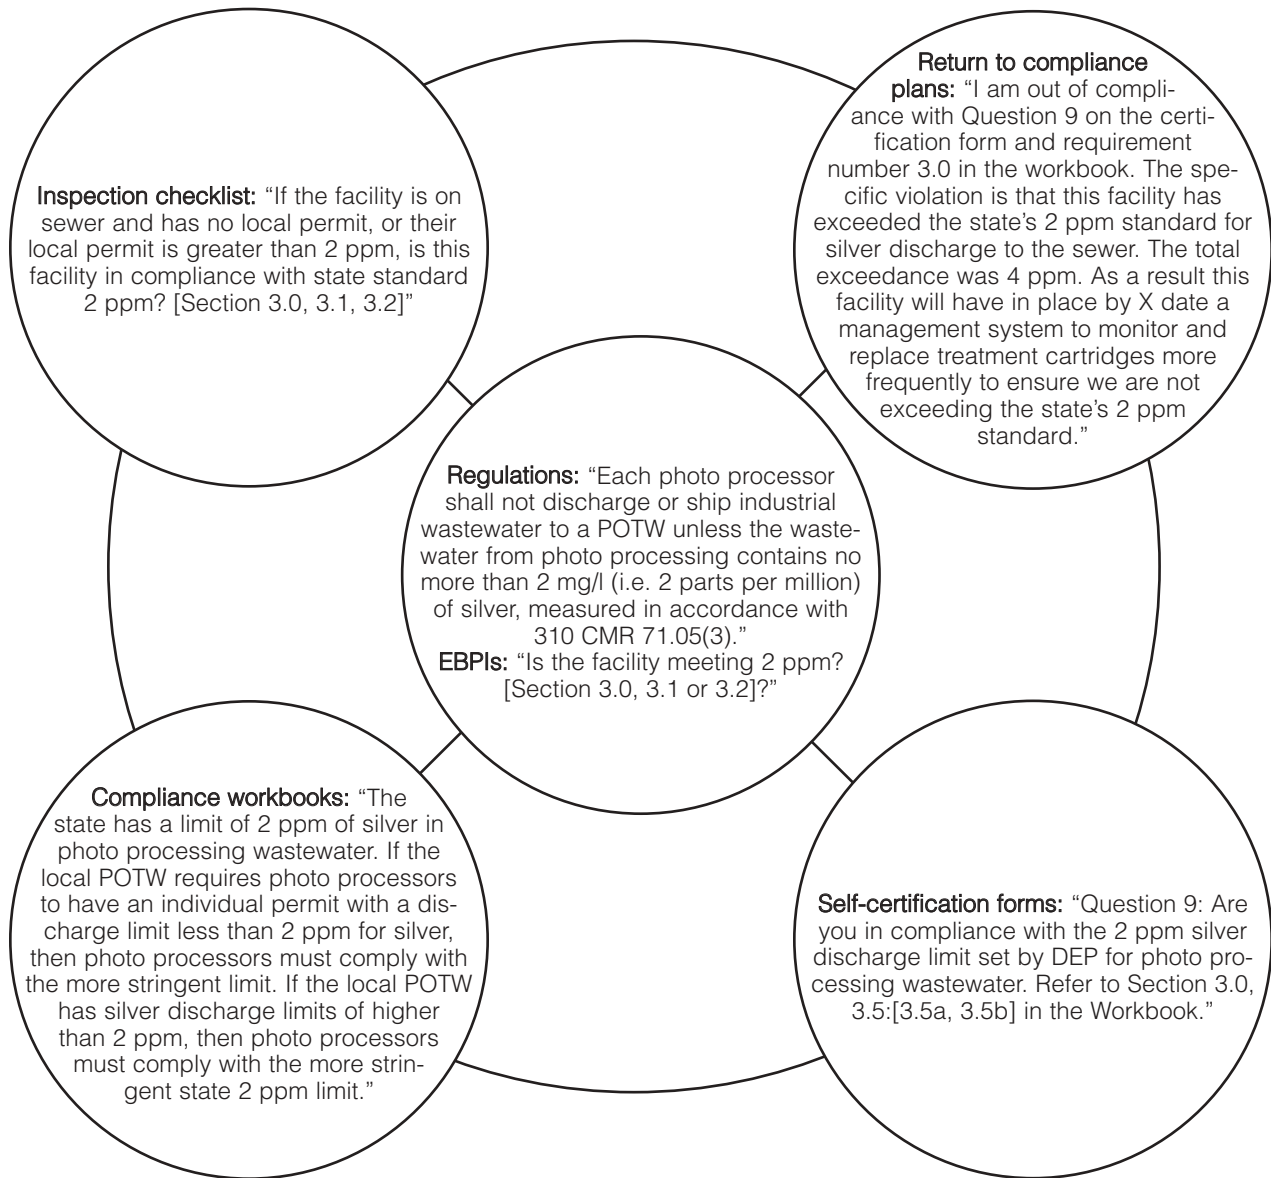 Inspection checklist: “If the facility is on
sewer and has no local permit, or their
local permit is greater than 2 ppm, is this
facility in compliance with state standard
2 ppm? [Section 3.0, 3.1, 3.2]”
Return to compliance
plans: “I am out of compli-
ance with Question 9 on the certi-
fication form and requirement
number 3.0 in the workbook. The spe-
cific violation is that this facility has
exceeded the state’s 2 ppm standard for
silver discharge to the sewer. The total
exceedance was 4 ppm. As a result this
facility will have in place by X date a
management system to monitor and
replace treatment cartridges more
frequently to ensure we are not
exceeding the state’s 2 ppm
standard.”
Regulations: “Each photo processor
shall not discharge or ship industrial
wastewater to a POTW unless the waste-
water from photo processing contains no
more than 2 mg/l (i.e. 2 parts per million)
of silver, measured in accordance with
310 CMR 71.05(3).”
EBPIs: “Is the facility meeting 2 ppm?
[Section 3.0, 3.1 or 3.2]?”
Compliance workbooks: “The
state has a limit of 2 ppm of silver in
photo processing wastewater. If the
local POTW requires photo processors
to have an individual permit with a dis-
charge limit less than 2 ppm for silver,
then photo processors must comply with
the more stringent limit. If the local POTW
has silver discharge limits of higher
than 2 ppm, then photo processors
must comply with the more strin-
gent state 2 ppm limit.”
Self-certification forms: “Question 9: Are
you in compliance with the 2 ppm silver
discharge limit set by DEP for photo pro-
cessing wastewater. Refer to Section 3.0,
3.5:[3.5a, 3.5b] in the Workbook.”